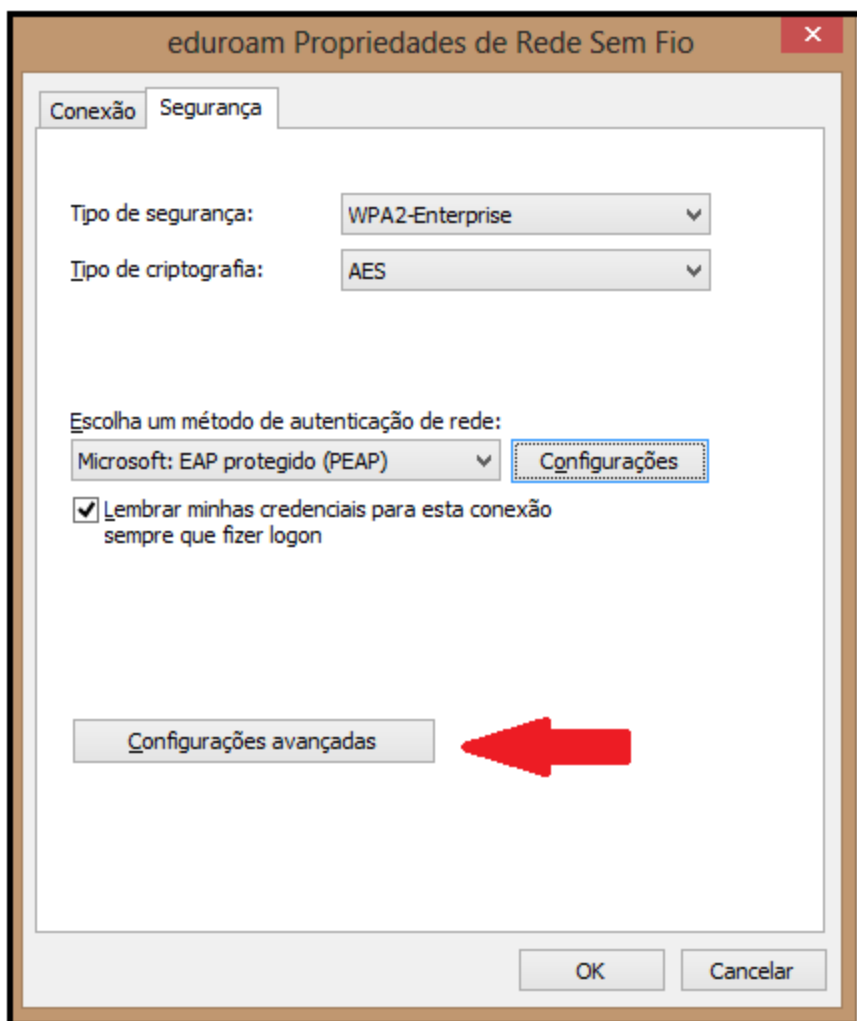 eduroam Propriedades de Rede Sem Fio
Conexão
Segurança
Tipo de segurança:
WPA2-Enterprise
Tipo de criptografia:
AES
Escolha um método de autenticação de rede:
Microsoft: EAP protegido (PEAP)
Configurações
Lembrar minhas credenciais para esta conexão
sempre que fizer logon
Configurações avançadas
OK
Cancelar